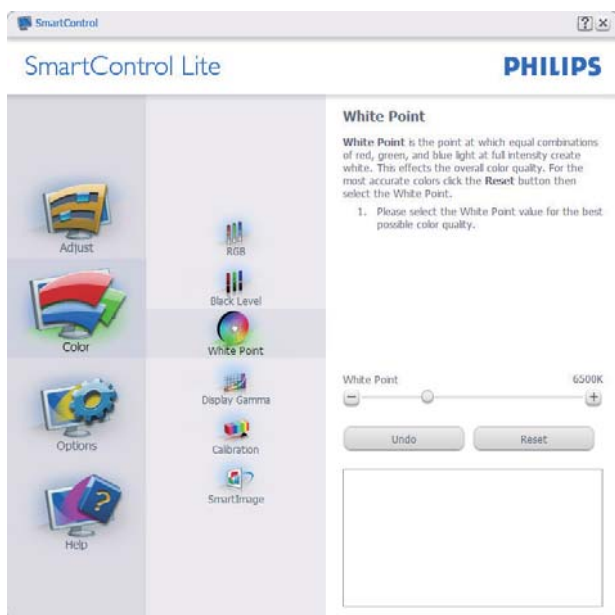 SmartControl
SmartControl Lite
PHILIPS
Adjust
Color
Options
Help
RGB
Black Level
White Point
Display Gamma
Calibration
SmartImage
White Point
White Point is the point at which equal combinations
of red, green, and blue light at full intensity create
white. This effects the overall color quality. For the
most accurate colors click the Reset button then
select the White Point.
1. Please select the White Point value for the best
possible color quality.
White Point 6500K
Undo Reset